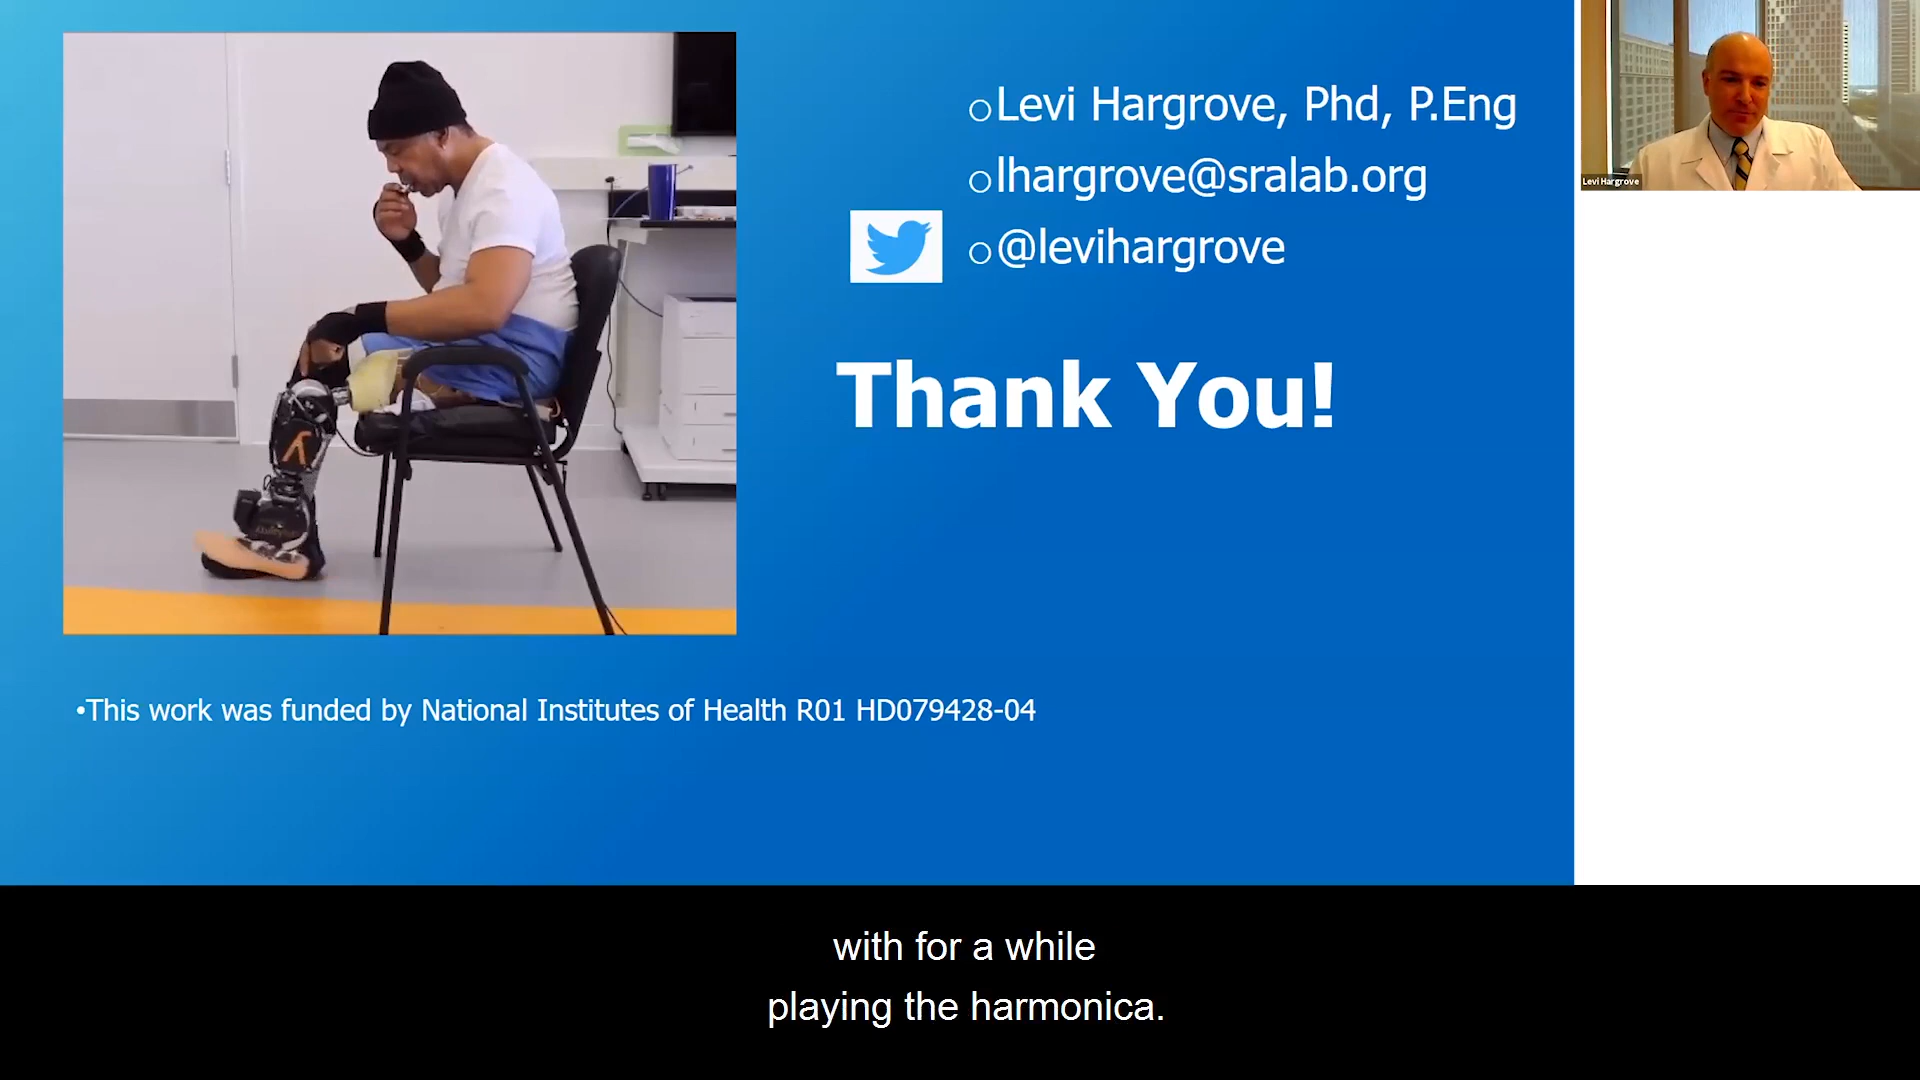 ○Levi Hargrove, Phd, P.Eng
○lhargrove@sralab.org
○@levihargrove
Thank You!
•This work was funded by National Institutes of Health R01 HD079428-04
Levi Hargrove
with for a while
playing the harmonica.